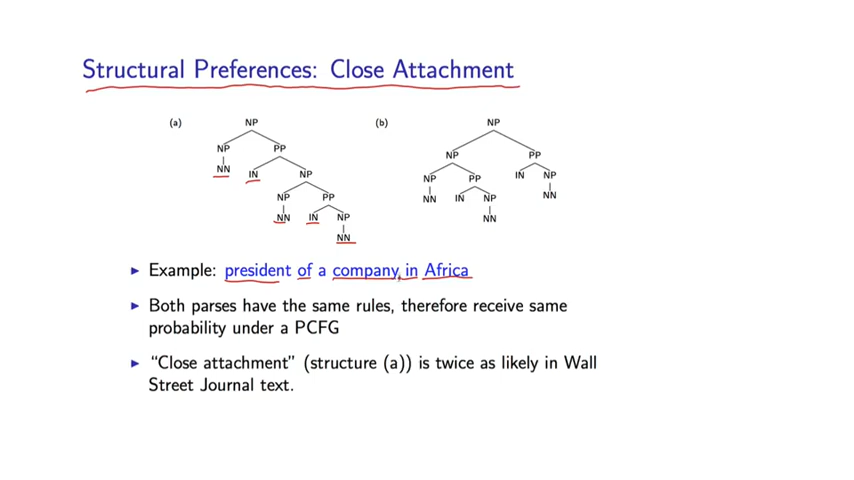 Structural Preferences: Close Attachment
(a) NP (b) NP
NP PP NP PP
NN IN NP NP PP IN NP
NP PP NN IN NP NN
NN IN NP NN
NN
Example: president of a company in Africa
Both parses have the same rules, therefore receive same
probability under a PCFG
"Close attachment" (structure (a)) is twice as likely in Wall
Street Journal text.